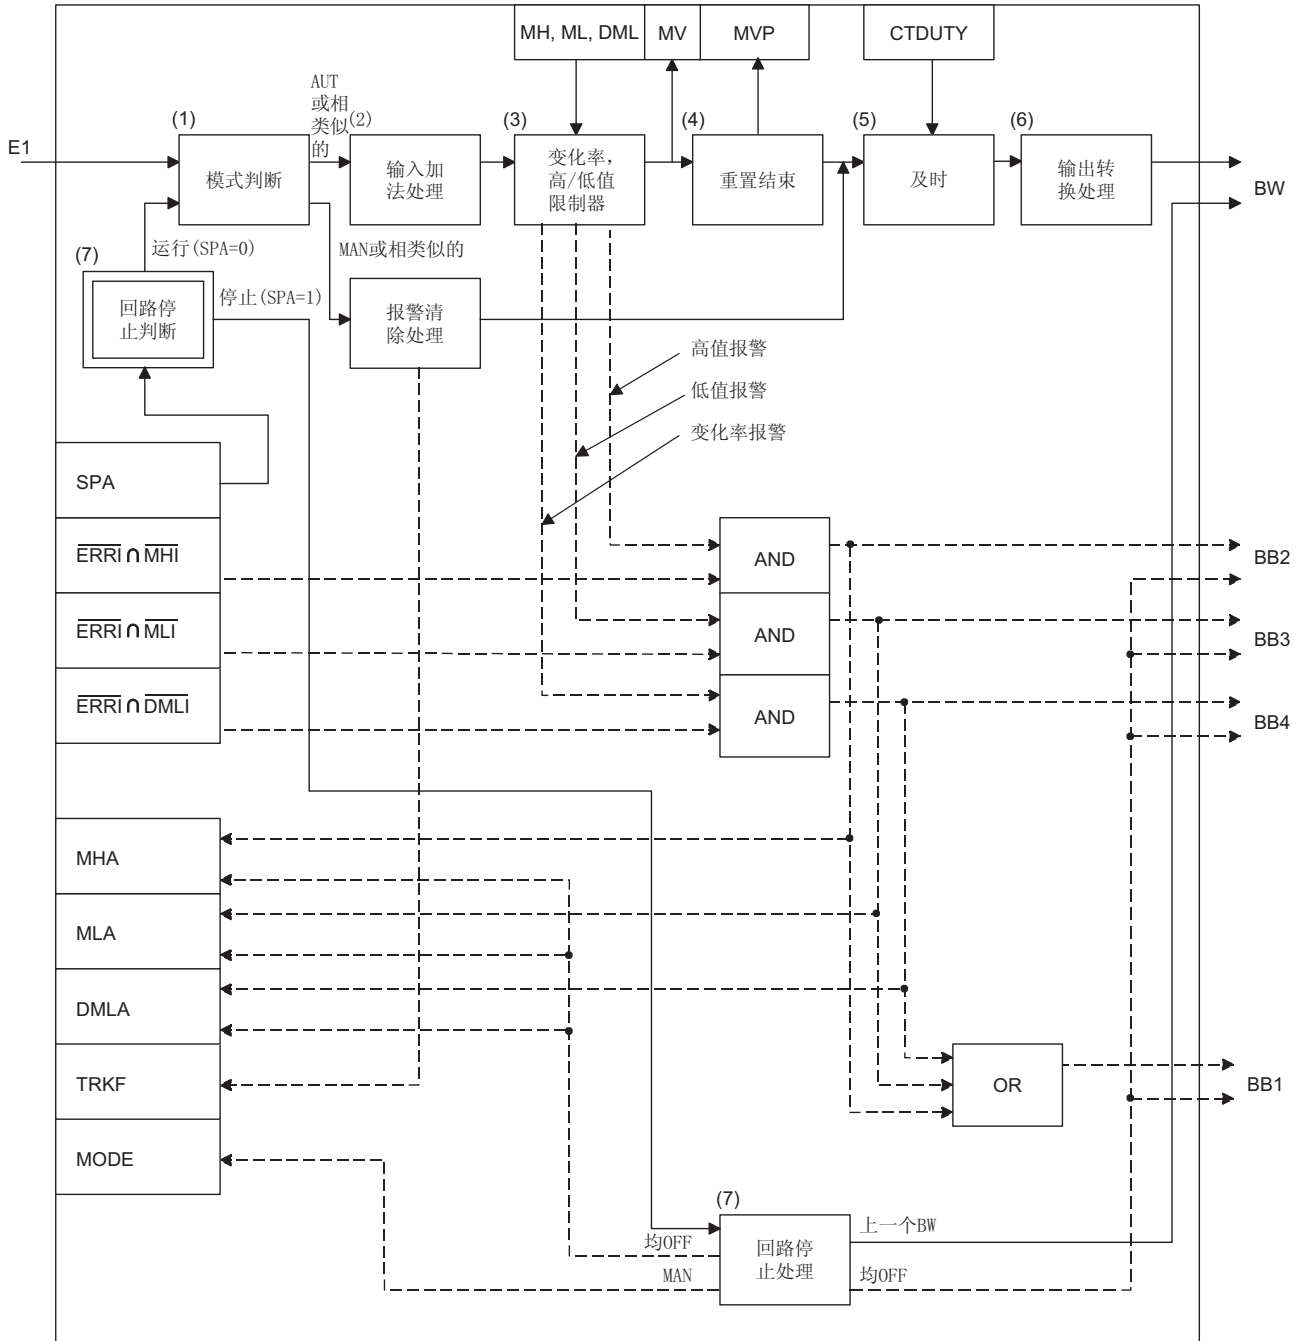 MH, ML, DML
MV
MVP
CTDUTY
AUT
或相
类似
的
(1)
(2)
(3)
(4)
(5)
(6)
E1
模式判断
输入加
法处理
变化率,
高/低值
限制器
重置结束
及时
输出转
换处理
BW
(7)
运行(SPA=0)
MAN或相类似的
回路停
止判断
停止(SPA=1)
报警清
除处理
高值报警
低值报警
变化率报警
SPA
E̅R̅R̅I̅ ∩ M̅H̅I̅
E̅R̅R̅I̅ ∩ M̅L̅I̅
E̅R̅R̅I̅ ∩ D̅M̅L̅I̅
AND
AND
AND
BB2
BB3
BB4
MHA
MLA
DMLA
TRKF
MODE
OR
BB1
(7)
均OFF
MAN
回路停
止处理
上一个BW
均OFF